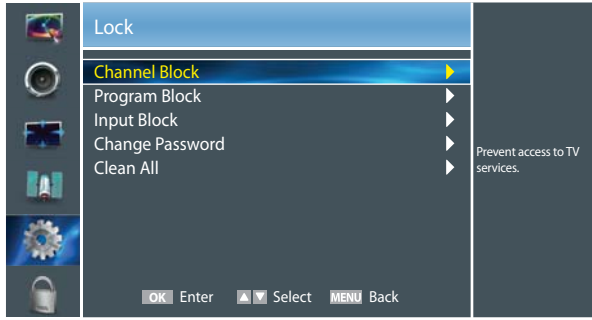 Lock
Channel Block
Program Block
Input Block
Change Password
Clean All
Prevent access to TV
services.
OK Enter ▲▼ Select MENU Back